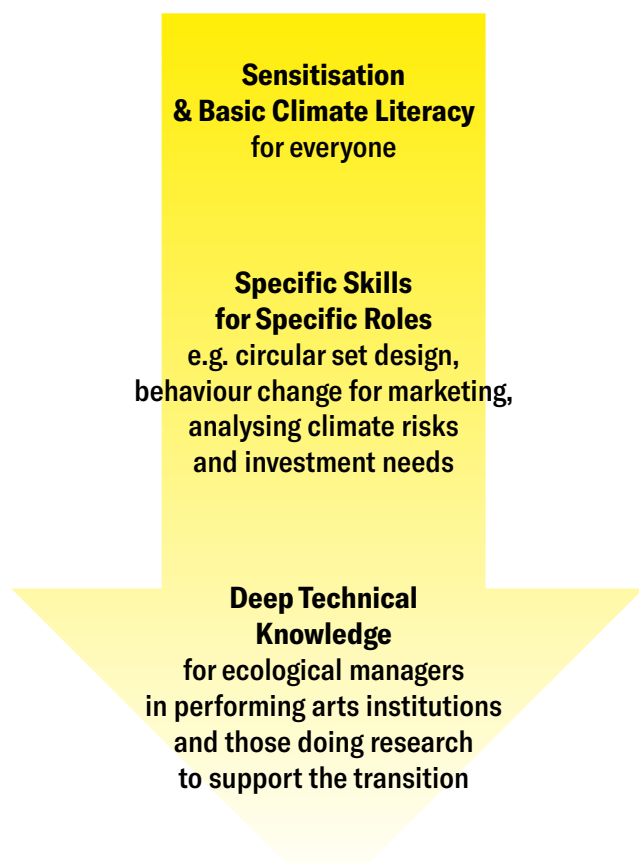 Sensitisation
& Basic Climate Literacy
for everyone
Specific Skills
for Specific Roles
e.g. circular set design,
behaviour change for marketing,
analysing climate risks
and investment needs
Deep Technical
Knowledge
for ecological managers
in performing arts institutions
and those doing research
to support the transition